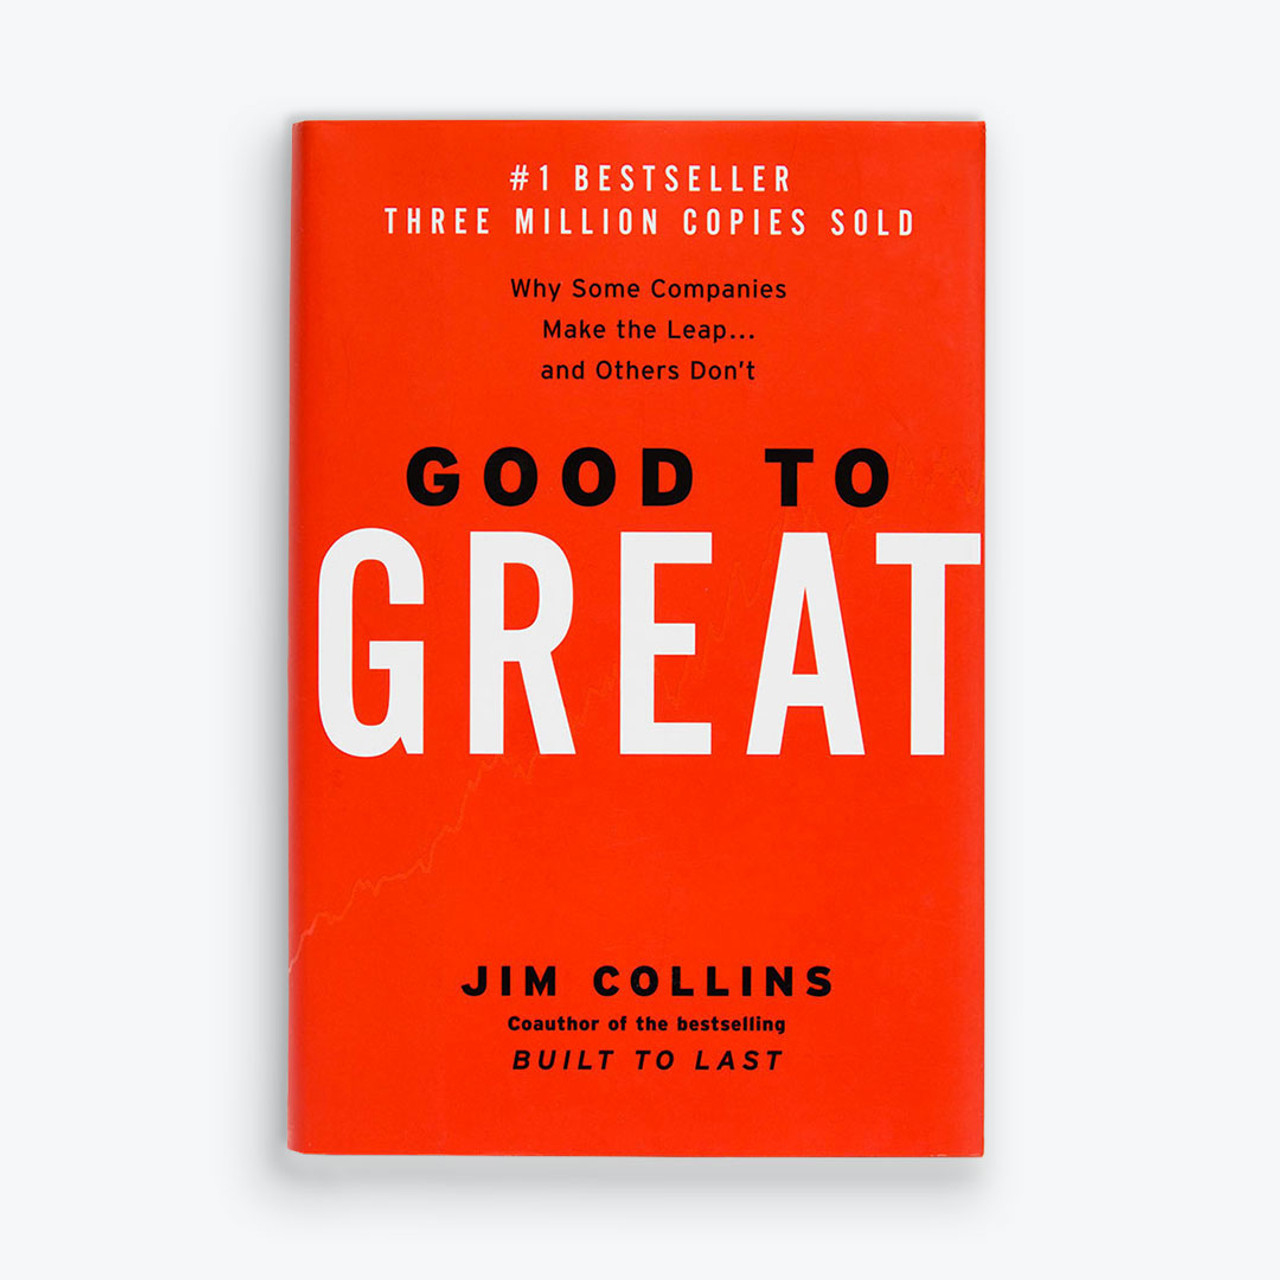 #1 BESTSELLER
THREE MILLION COPIES SOLD
Why Some Companies
Make the Leap...
and Others Don't
GOOD TO
GREAT
JIM COLLINS
Coauthor of the bestselling
BUILT TO LAST